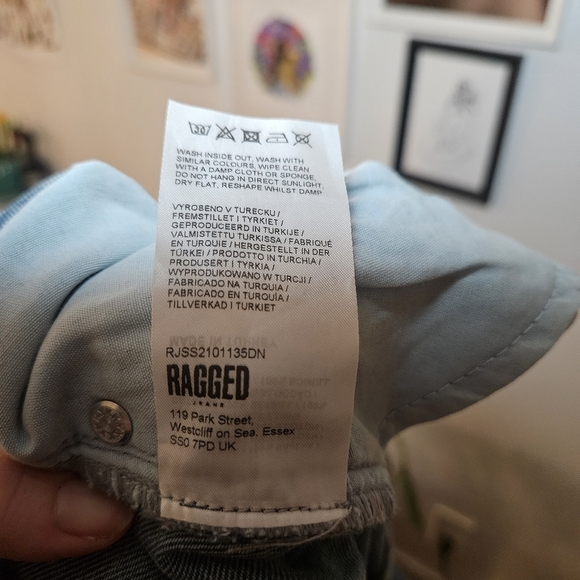 WASH INSIDE OUT, WASH WITH
SIMILAR COLOURS, WIPE CLEAN
WITH A DAMP CLOTH OR SPONGE,
DO NOT HANG IN DIRECT SUNLIGHT,
DRY FLAT, RESHAPE WHILST DAMP
VYROBENO V TURECKU /
FREMSTILLET I TYRKIET /
GEPRODUCEERD IN TURKIJE /
VALMISTETTU TURKISSA / FABRIQUÉ
EN TURQUIE / HERGESTELLT IN DER
TÜRKEI / PRODOTTO IN TURCHIA /
PRODUSERT I TYRKIA /
WYPRODUKOWANO W TURCJI /
FABRICADO NA TURQUIA /
FABRICADO EN TURQUÍA /
TILLVERKAD I TURKIET
MADE IN TURKEY
RJSS2101135DN
RAGGED
JEANS
119 Park Street,
Westcliff on Sea, Essex
SS0 7PD UK